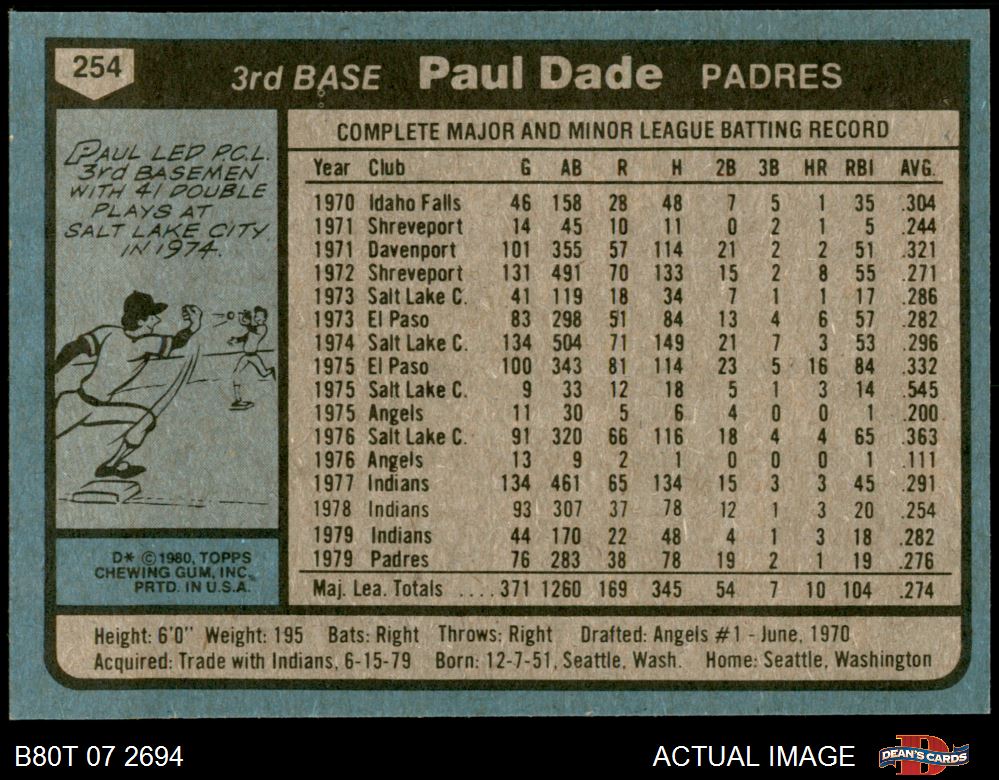 254
3rd BASE Paul Dade PADRES
PAUL LED P.C.L.
3rd BASEMEN
WITH 41 DOUBLE
PLAYS AT
SALT LAKE CITY
IN 1974.
D* © 1980, TOPPS
CHEWING GUM, INC.
PRTD. IN U.S.A.
COMPLETE MAJOR AND MINOR LEAGUE BATTING RECORD
Year Club G AB R H 2B 3B HR RBI AVG.
1970 Idaho Falls 46 158 28 48 7 5 1 35 .304
1971 Shreveport 14 45 10 11 0 2 1 5 .244
1971 Davenport 101 355 57 114 21 2 2 51 .321
1972 Shreveport 131 491 70 133 15 2 8 55 .271
1973 Salt Lake C. 41 119 18 34 7 1 1 17 .286
1973 El Paso 83 298 51 84 13 4 6 57 .282
1974 Salt Lake C. 134 504 71 149 21 7 3 53 .296
1975 El Paso 100 343 81 114 23 5 16 84 .332
1975 Salt Lake C. 9 33 12 18 5 1 3 14 .545
1975 Angels 11 30 5 6 4 0 0 1 .200
1976 Salt Lake C. 91 320 66 116 18 4 4 65 .363
1976 Angels 13 9 2 1 0 0 0 1 .111
1977 Indians 134 461 65 134 15 3 3 45 .291
1978 Indians 93 307 37 78 12 1 3 20 .254
1979 Indians 44 170 22 48 4 1 3 18 .282
1979 Padres 76 283 38 78 19 2 1 19 .276
Maj. Lea. Totals ....371 1260 169 345 54 7 10 104 .274
Height: 6'0" Weight: 195 Bats: Right Throws: Right Drafted: Angels #1 - June, 1970
Acquired: Trade with Indians, 6-15-79 Born: 12-7-51, Seattle, Wash. Home: Seattle, Washington
B80T 07 2694 ACTUAL IMAGE DEAN'S CARDS